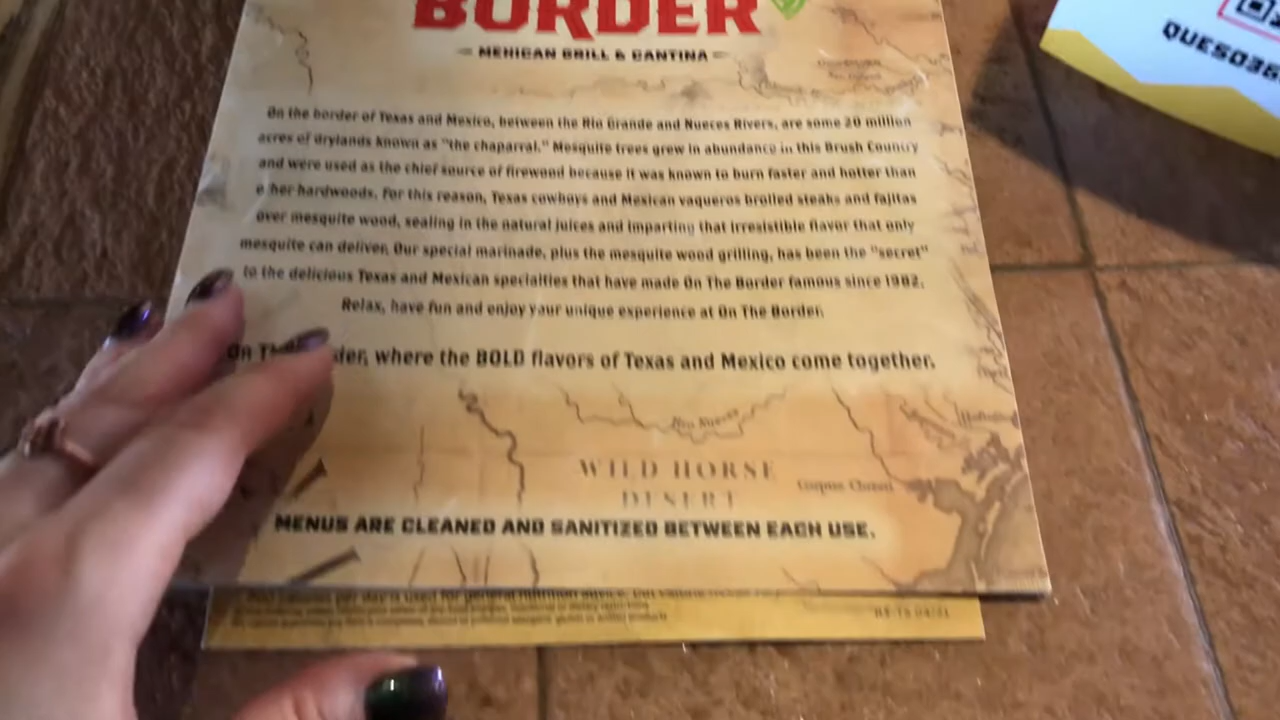 BORDER
MEXICAN GRILL & CANTINA
QUESO36
On the border of Texas and Mexico, between the Rio Grande and Nueces Rivers, are some 20 million
acres of drylands known as "the chaparral." Mesquite trees grew in abundance in this Brush Country
and were used as the chief source of firewood because it was known to burn faster and hotter than
other hardwoods. For this reason, Texas cowboys and Mexican vaqueros broiled steaks and fajitas
over mesquite wood, sealing in the natural juices and imparting that irresistible flavor that only
mesquite can deliver. Our special marinade, plus the mesquite wood grilling, has been the "secret"
to the delicious Texas and Mexican specialties that have made On The Border famous since 1982.
Relax, have fun and enjoy your unique experience at On The Border.
On The der, where the BOLD flavors of Texas and Mexico come together.
WILD HORSE
DESERT
Corpus Christi
MENUS ARE CLEANED AND SANITIZED BETWEEN EACH USE.